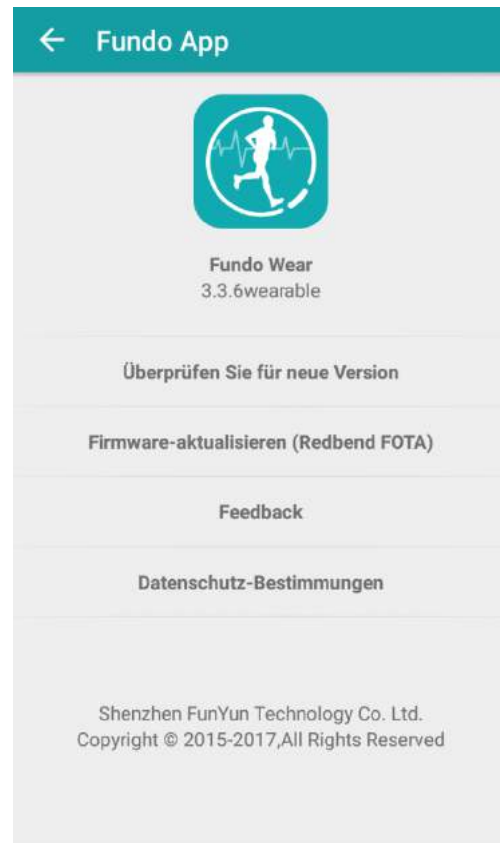 Fundo App
Fundo Wear
3.3.6wearable
Überprüfen Sie für neue Version
Firmware-aktualisieren (Redbend FOTA)
Feedback
Datenschutz-Bestimmungen
Shenzhen FunYun Technology Co. Ltd.
Copyright © 2015-2017,All Rights Reserved